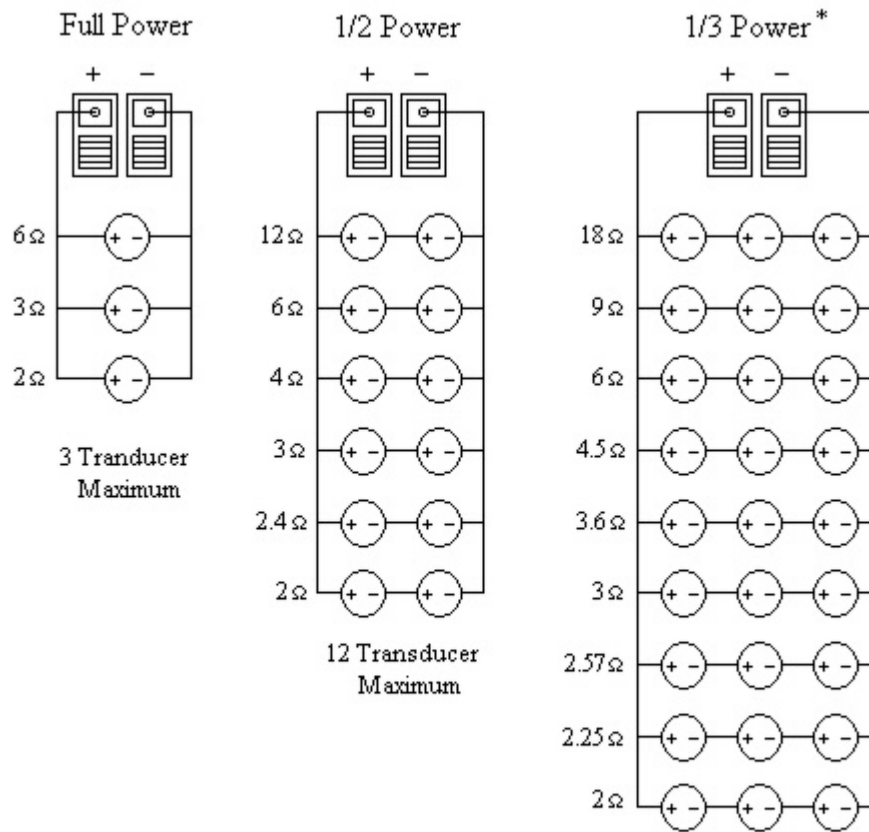 Full Power
+ −
6Ω
+ -
3Ω
+ -
2Ω
+ -
3 Tranducer
Maximum
1/2 Power
+ −
12Ω
+ - + -
6Ω
+ - + -
4Ω
+ - + -
3Ω
+ - + -
2.4Ω
+ - + -
2Ω
+ - + -
12 Transducer
Maximum
1/3 Power*
+ −
18Ω
+ - + - + -
9Ω
+ - + - + -
6Ω
+ - + - + -
4.5Ω
+ - + - + -
3.6Ω
+ - + - + -
3Ω
+ - + - + -
2.57Ω
+ - + - + -
2.25Ω
+ - + - + -
2Ω
+ - + - + -